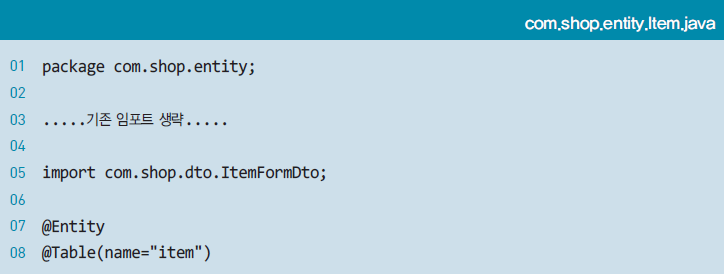 com.shop.entity.Item.java
01 package com.shop.entity;
02
03 .....기존 임포트 생략.....
04
05 import com.shop.dto.ItemFormDto;
06
07 @Entity
08 @Table(name="item")